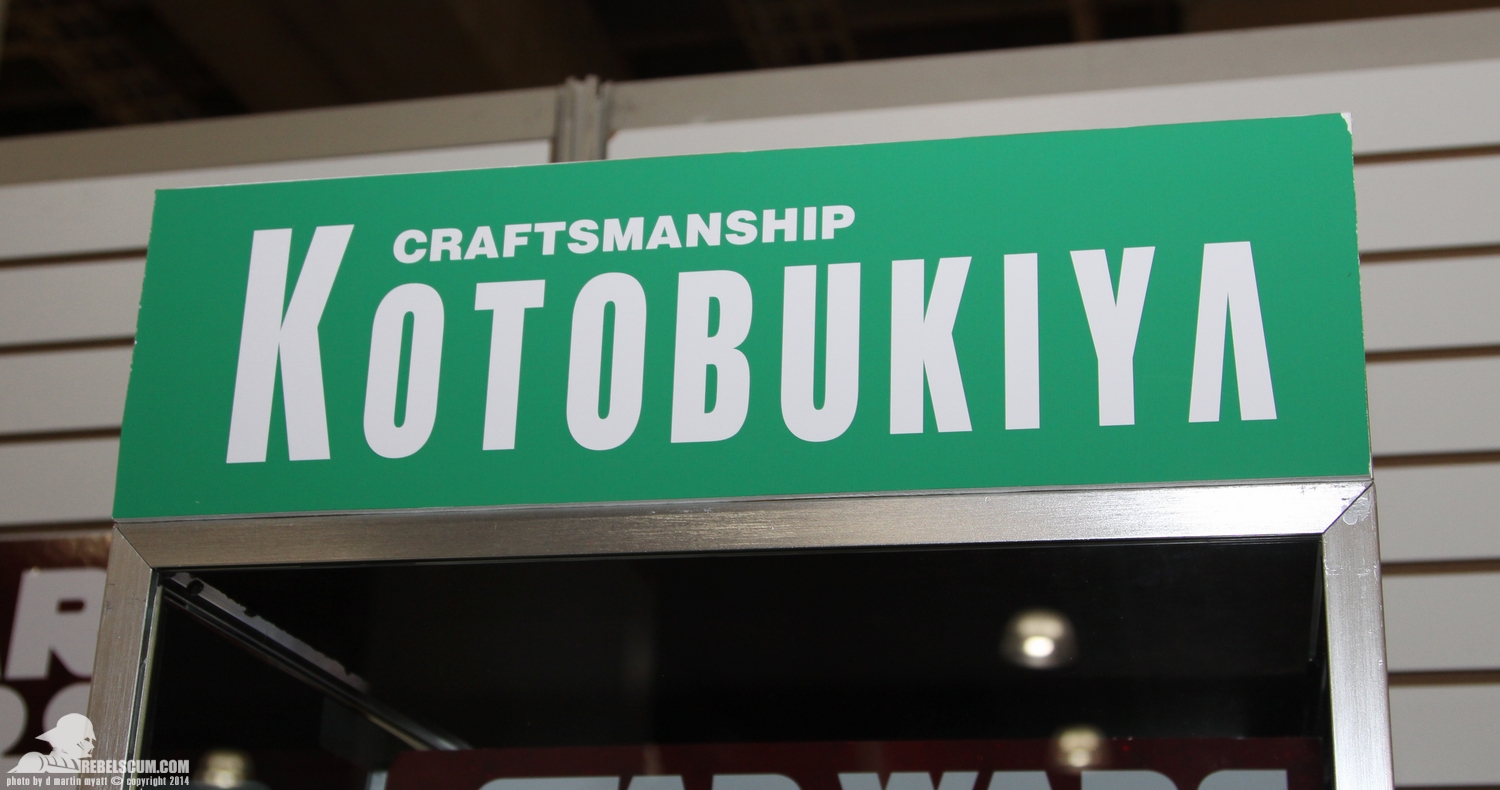 CRAFTSMANSHIP
KOTOBUKIYA
STAR WARS
REBELSCUM.COM
photo by d martin myatt © copyright 2014